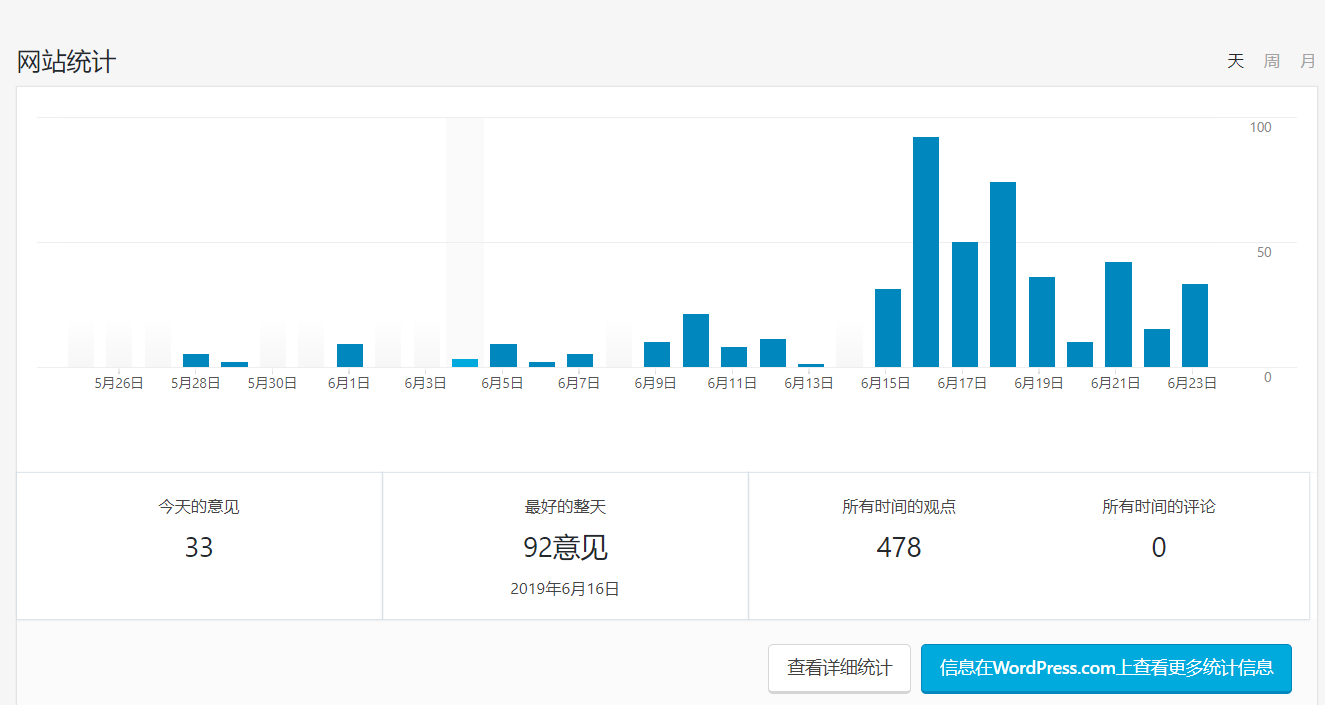 网站统计
天 周 月
100
50
0
5月26日 5月28日 5月30日 6月1日 6月3日 6月5日 6月7日 6月9日 6月11日 6月13日 6月15日 6月17日 6月19日 6月21日 6月23日
今天的意见
33
最好的整天
92意见
2019年6月16日
所有时间的观点
478
所有时间的评论
0
查看详细统计
信息在WordPress.com上查看更多统计信息